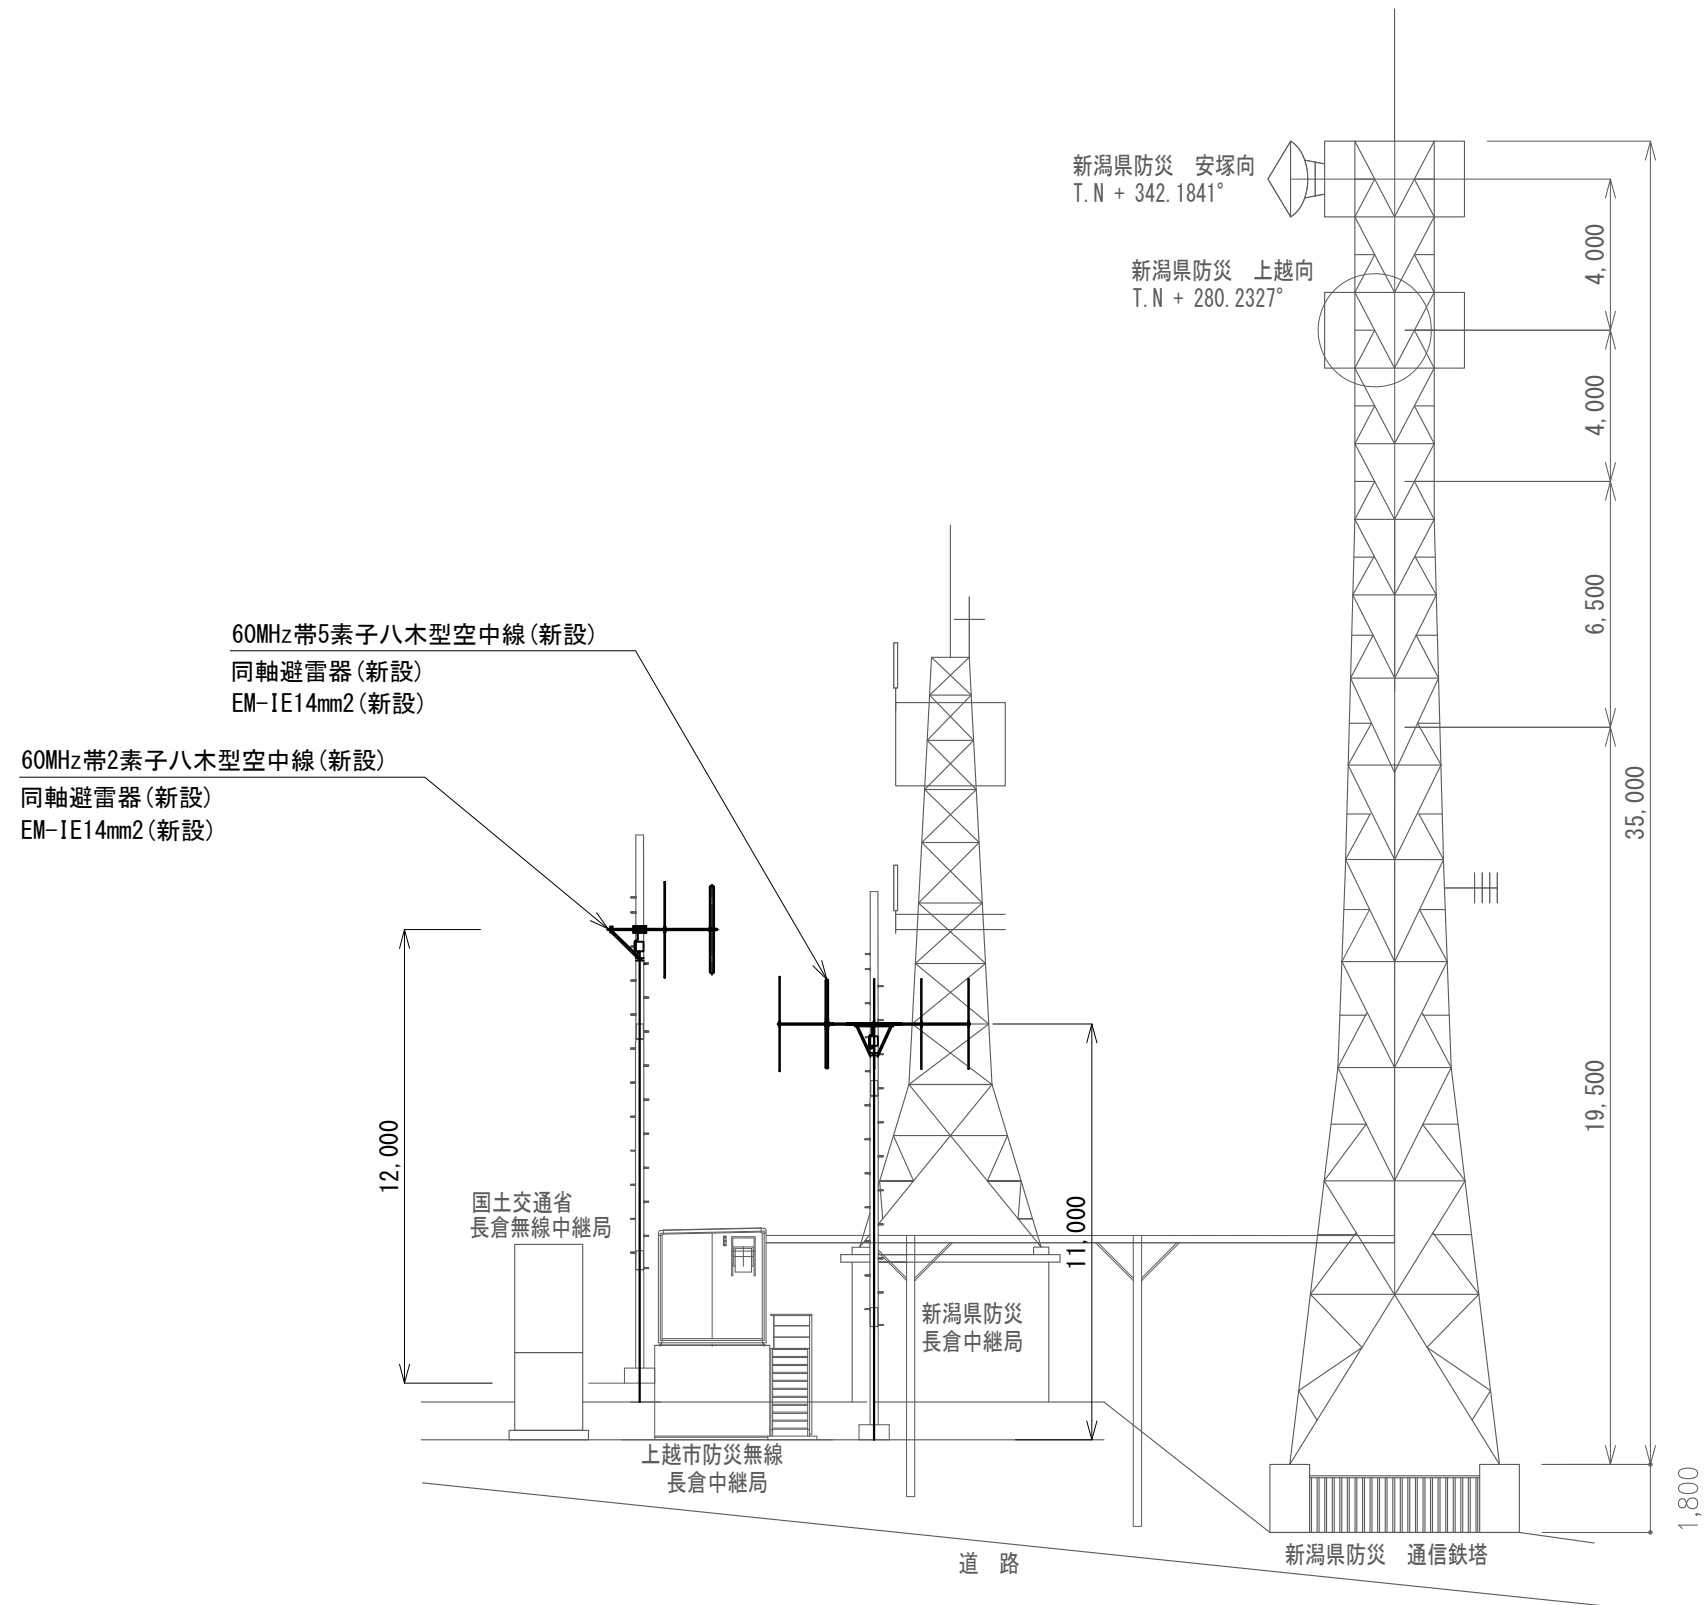 新潟県防災　安塚向
T.N + 342.1841°
新潟県防災　上越向
T.N + 280.2327°
4,000
4,000
6,500
35,000
19,500
1,800
60MHz帯5素子八木型空中線(新設)
同軸避雷器(新設)
EM-IE14mm2(新設)
60MHz帯2素子八木型空中線(新設)
同軸避雷器(新設)
EM-IE14mm2(新設)
12,000
11,000
国土交通省
長倉無線中継局
新潟県防災
長倉中継局
上越市防災無線
長倉中継局
道　路
新潟県防災　通信鉄塔